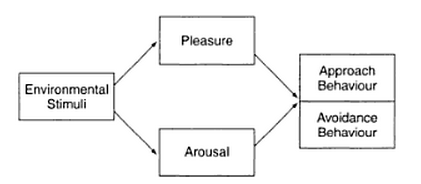 Pleasure
Environmental
Stimuli
Approach
Behaviour
Avoidance
Behaviour
Arousal